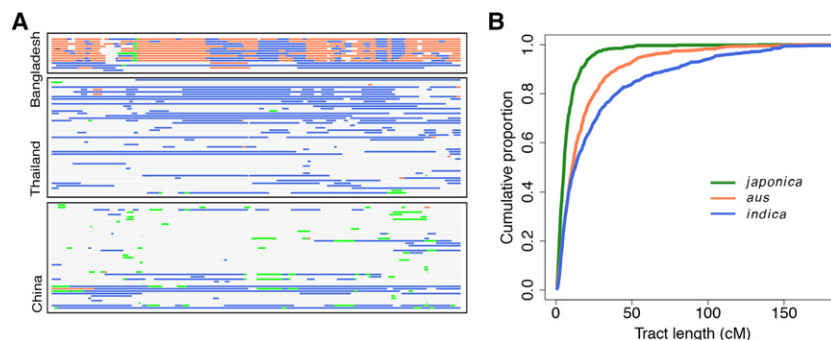 A
Bangladesh
Thailand
China
B
Cumulative proportion
1.0
0.8
0.6
0.4
0.2
0.0
japonica
aus
indica
0 50 100 150
Tract length (cM)